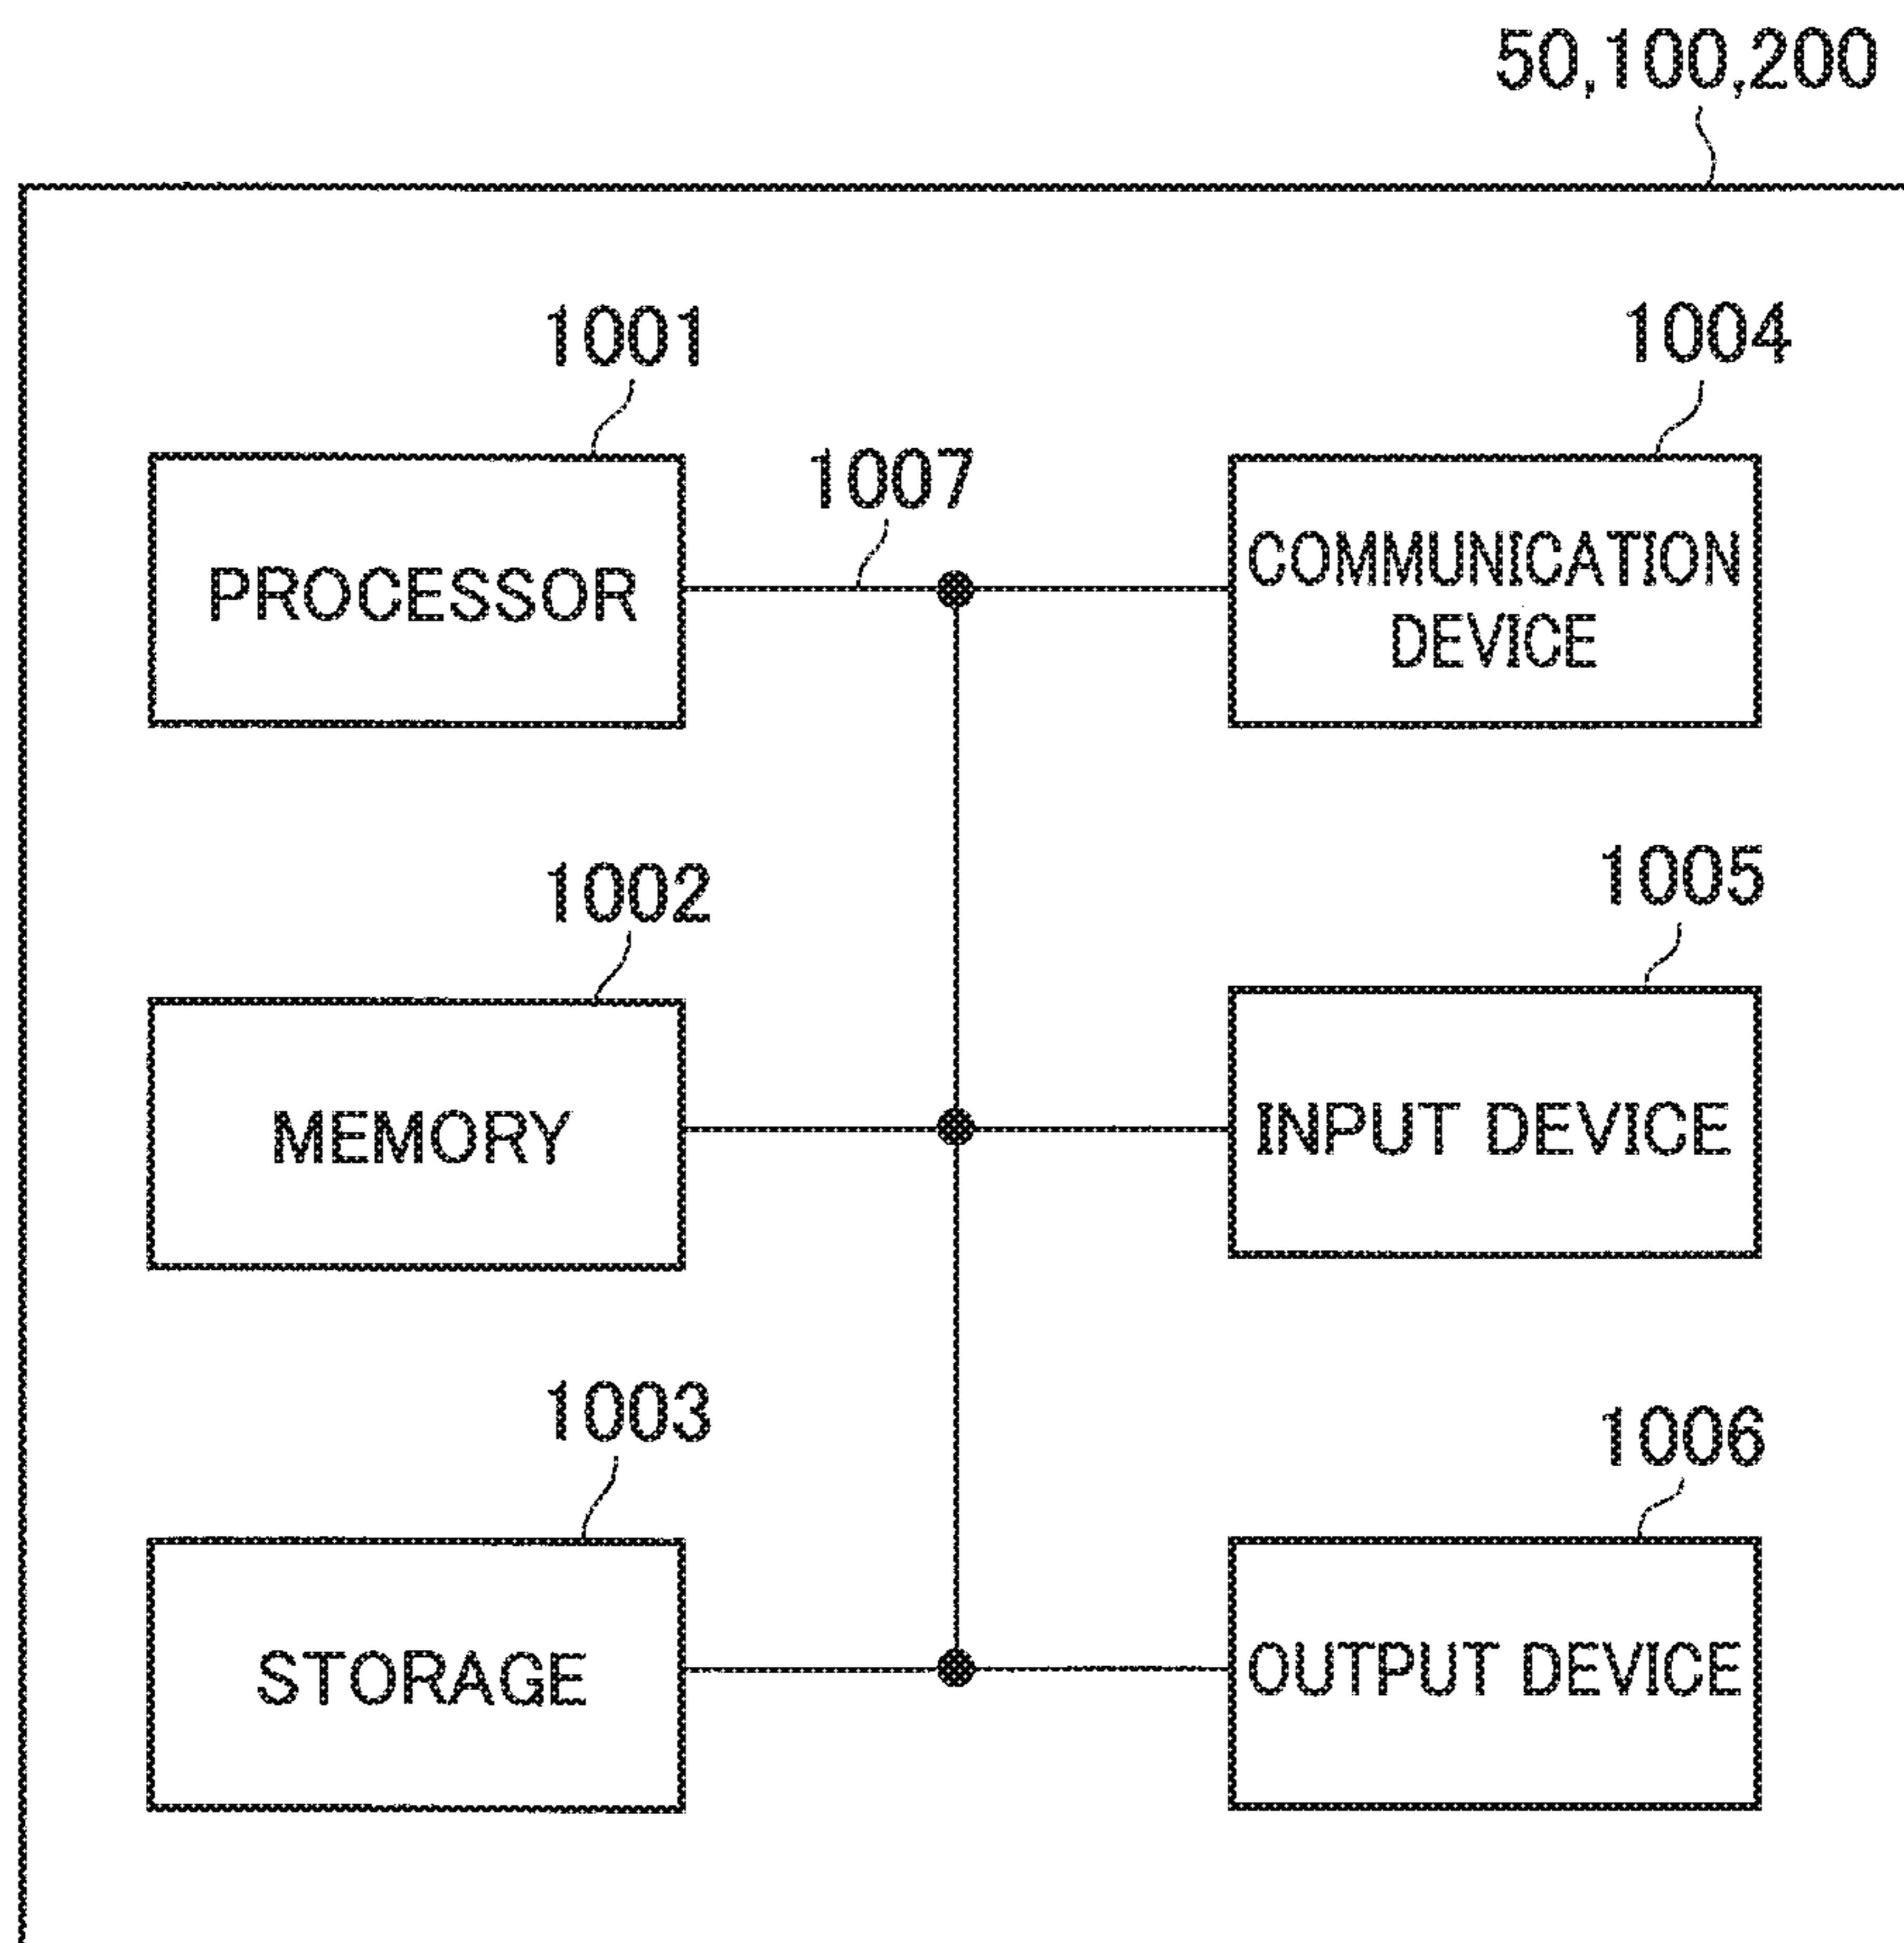 50,100,200
1001
1004
1007
PROCESSOR
COMMUNICATION
DEVICE
1002
1005
MEMORY
INPUT DEVICE
1003
1006
STORAGE
OUTPUT DEVICE